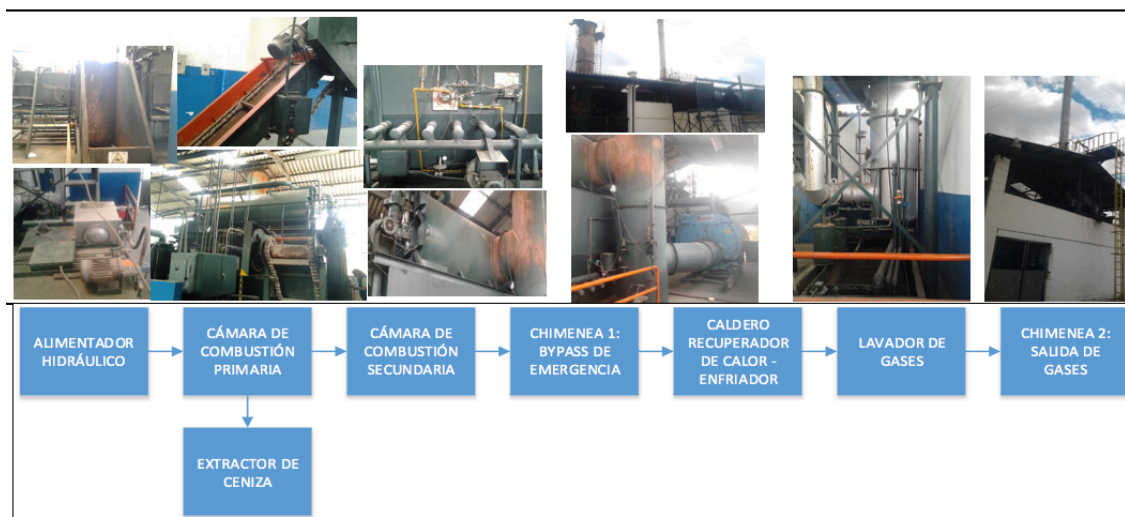 ALIMENTADOR
HIDRÁULICO
CÁMARA DE
COMBUSTIÓN
PRIMARIA
CÁMARA DE
COMBUSTIÓN
SECUNDARIA
CHIMENEA 1:
BYPASS DE
EMERGENCIA
CALDERO
RECUPERADOR
DE CALOR -
ENFRIADOR
LAVADOR DE
GASES
CHIMENEA 2:
SALIDA DE
GASES
EXTRACTOR DE
CENIZA